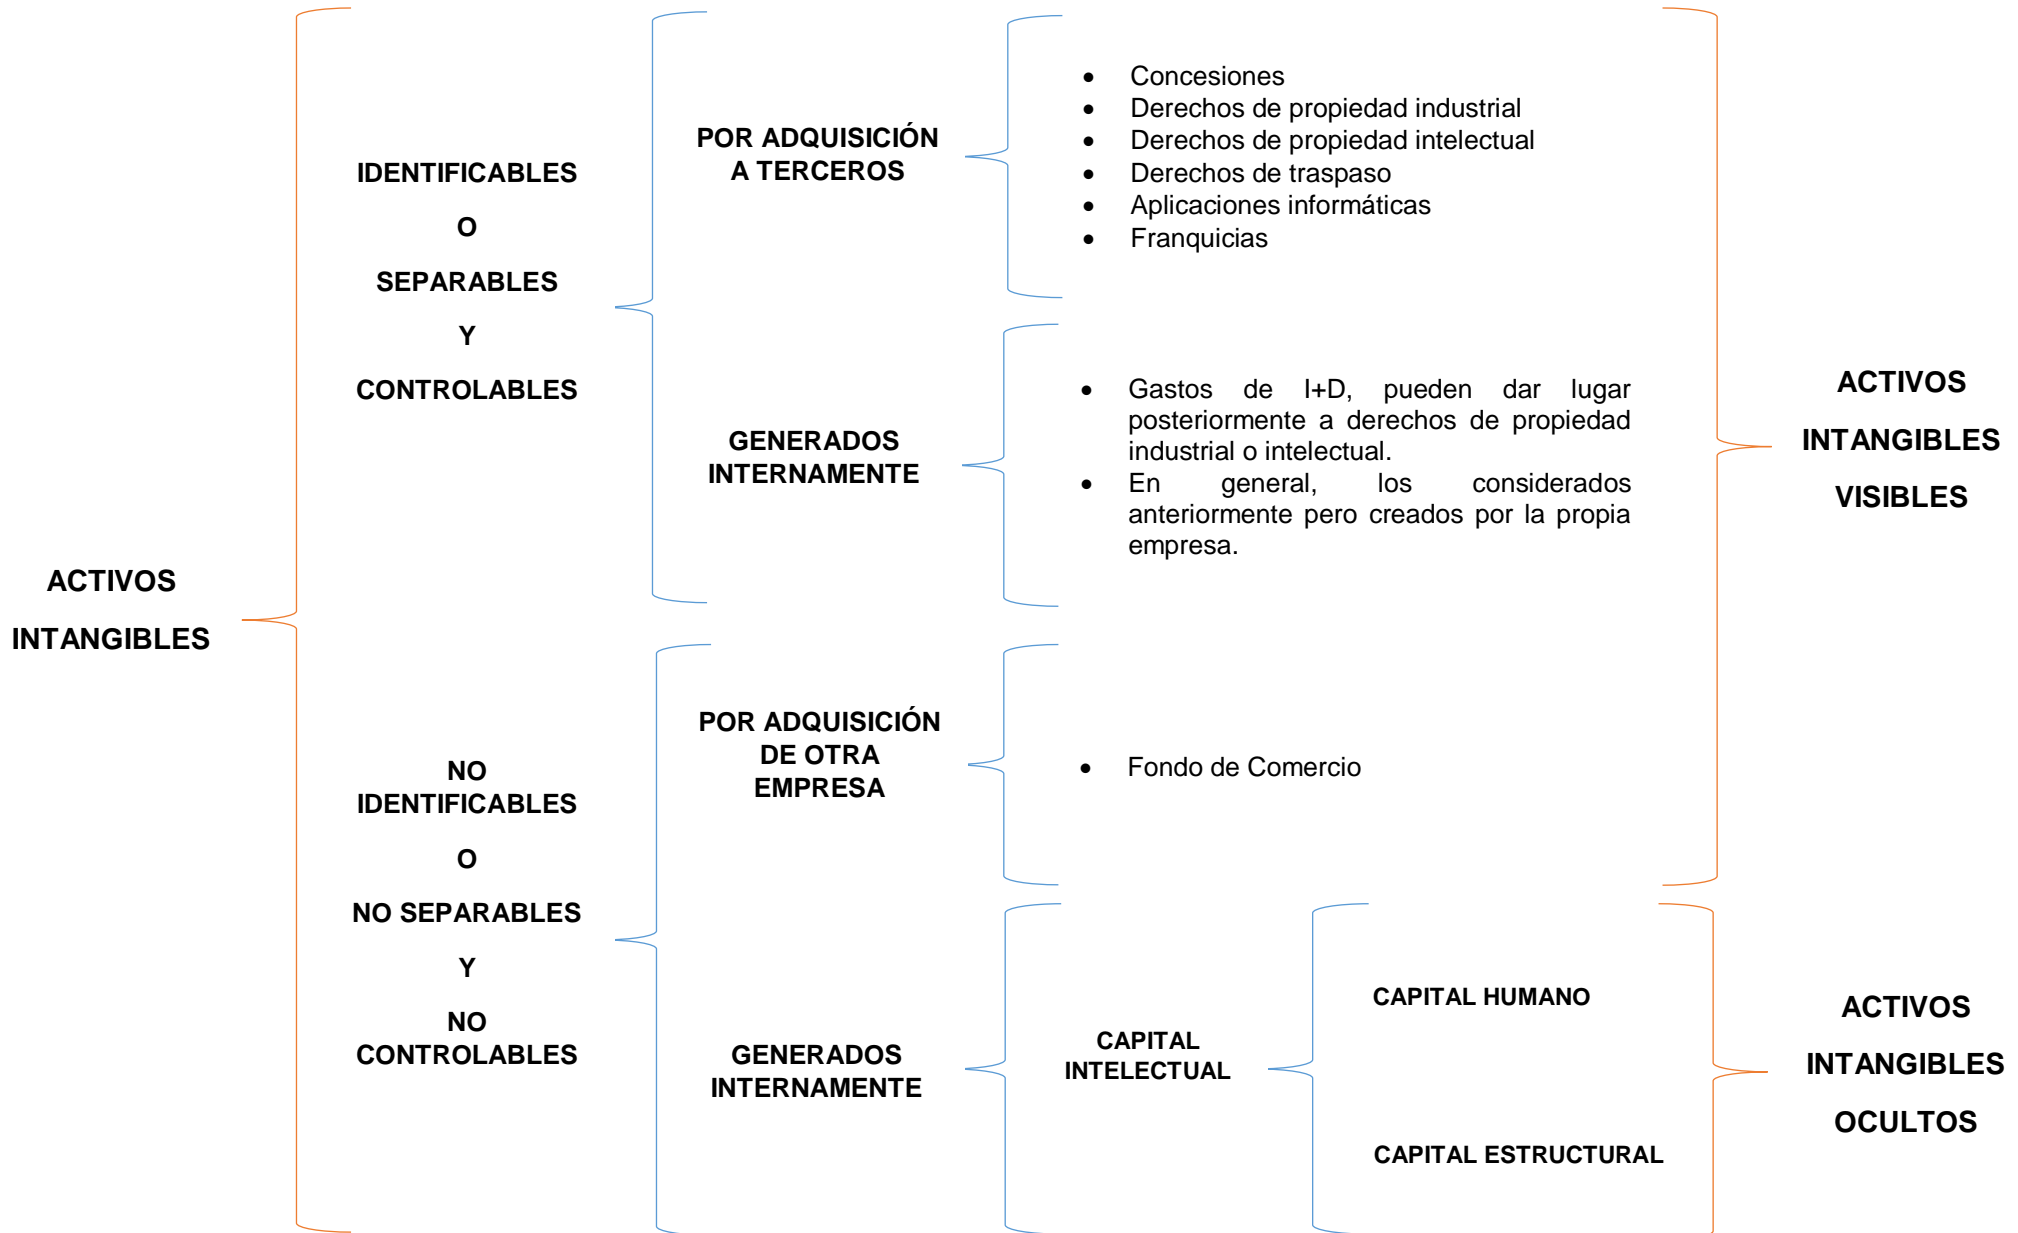 ACTIVOS
INTANGIBLES
IDENTIFICABLES
O
SEPARABLES
Y
CONTROLABLES
POR ADQUISICIÓN
A TERCEROS
• Concesiones
• Derechos de propiedad industrial
• Derechos de propiedad intelectual
• Derechos de traspaso
• Aplicaciones informáticas
• Franquicias
GENERADOS
INTERNAMENTE
• Gastos de I+D, pueden dar lugar
posteriormente a derechos de propiedad
industrial o intelectual.
• En general, los considerados
anteriormente pero creados por la propia
empresa.
NO
IDENTIFICABLES
O
NO SEPARABLES
Y
NO
CONTROLABLES
POR ADQUISICIÓN
DE OTRA
EMPRESA
• Fondo de Comercio
GENERADOS
INTERNAMENTE
CAPITAL
INTELECTUAL
CAPITAL HUMANO
CAPITAL ESTRUCTURAL
ACTIVOS
INTANGIBLES
VISIBLES
ACTIVOS
INTANGIBLES
OCULTOS